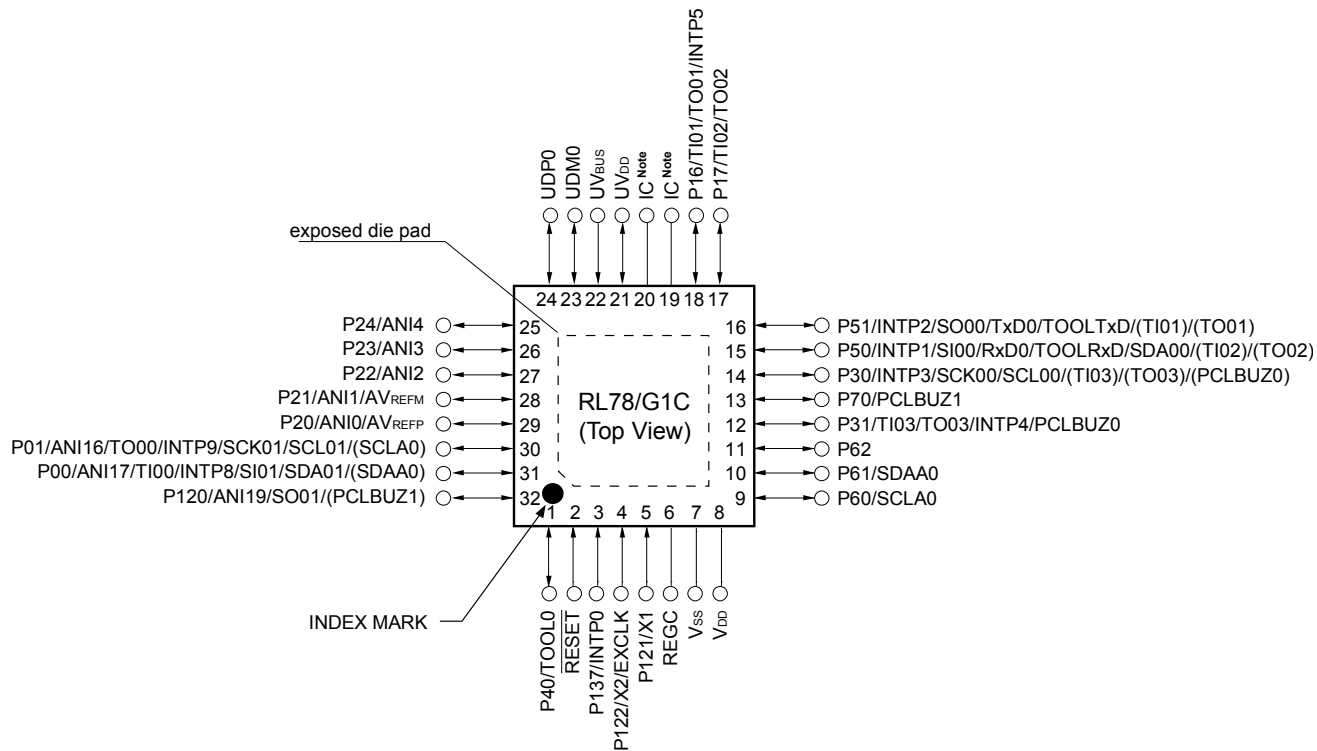 UDP0
UDM0
UVBUS
UVDD
IC Note
IC Note
P16/TI01/TO01/INTP5
P17/TI02/TO02
exposed die pad
24 23 22 21 20 19 18 17
P24/ANI4 25
P23/ANI3 26
P22/ANI2 27
P21/ANI1/AVREFM 28
P20/ANI0/AVREFP 29
P01/ANI16/TO00/INTP9/SCK01/SCL01/(SCLA0) 30
P00/ANI17/TI00/INTP8/SI01/SDA01/(SDAA0) 31
P120/ANI19/SO01/(PCLBUZ1) 32
RL78/G1C
(Top View)
16 P51/INTP2/SO00/TxD0/TOOLTxD/(TI01)/(TO01)
15 P50/INTP1/SI00/RxD0/TOOLRxD/SDA00/(TI02)/(TO02)
14 P30/INTP3/SCK00/SCL00/(TI03)/(TO03)/(PCLBUZ0)
13 P70/PCLBUZ1
12 P31/TI03/TO03/INTP4/PCLBUZ0
11 P62
10 P61/SDAA0
9 P60/SCLA0
1 2 3 4 5 6 7 8
INDEX MARK
P40/TOOL0
RESET
P137/INTP0
P122/X2/EXCLK
P121/X1
REGC
VSS
VDD